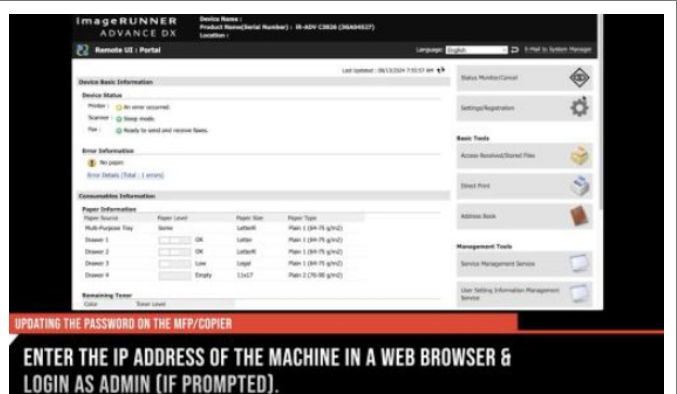 imageRUNNER
ADVANCE DX
Device Name :
Product Name(Serial Number) : iR-ADV C3826 (3GA04527)
Location :
Remote UI : Portal
Language: English
E-Mail to System Manager
Last Updated : 08/13/2024 7:55:57 AM
Device Basic Information
Device Status
Printer : An error occurred.
Scanner : Sleep mode.
Fax : Ready to send and receive faxes.
Error Information
No paper.
Error Details (Total : 1 errors)
Consumables Information
Paper Information
Paper Source Paper Level Paper Size Paper Type
Multi-Purpose Tray Some LetterR Plain 1 (64-75 g/m2)
Drawer 1 OK Letter Plain 1 (64-75 g/m2)
Drawer 2 OK LetterR Plain 1 (64-75 g/m2)
Drawer 3 Low Legal Plain 1 (64-75 g/m2)
Drawer 4 Empty 11x17 Plain 2 (76-90 g/m2)
Remaining Toner
Color Toner Level
Status Monitor/Cancel
Settings/Registration
Basic Tools
Access Received/Stored Files
Direct Print
Address Book
Management Tools
Service Management Service
User Setting Information Management
Service
UPDATING THE PASSWORD ON THE MFP/COPIER
ENTER THE IP ADDRESS OF THE MACHINE IN A WEB BROWSER &
LOGIN AS ADMIN (IF PROMPTED).